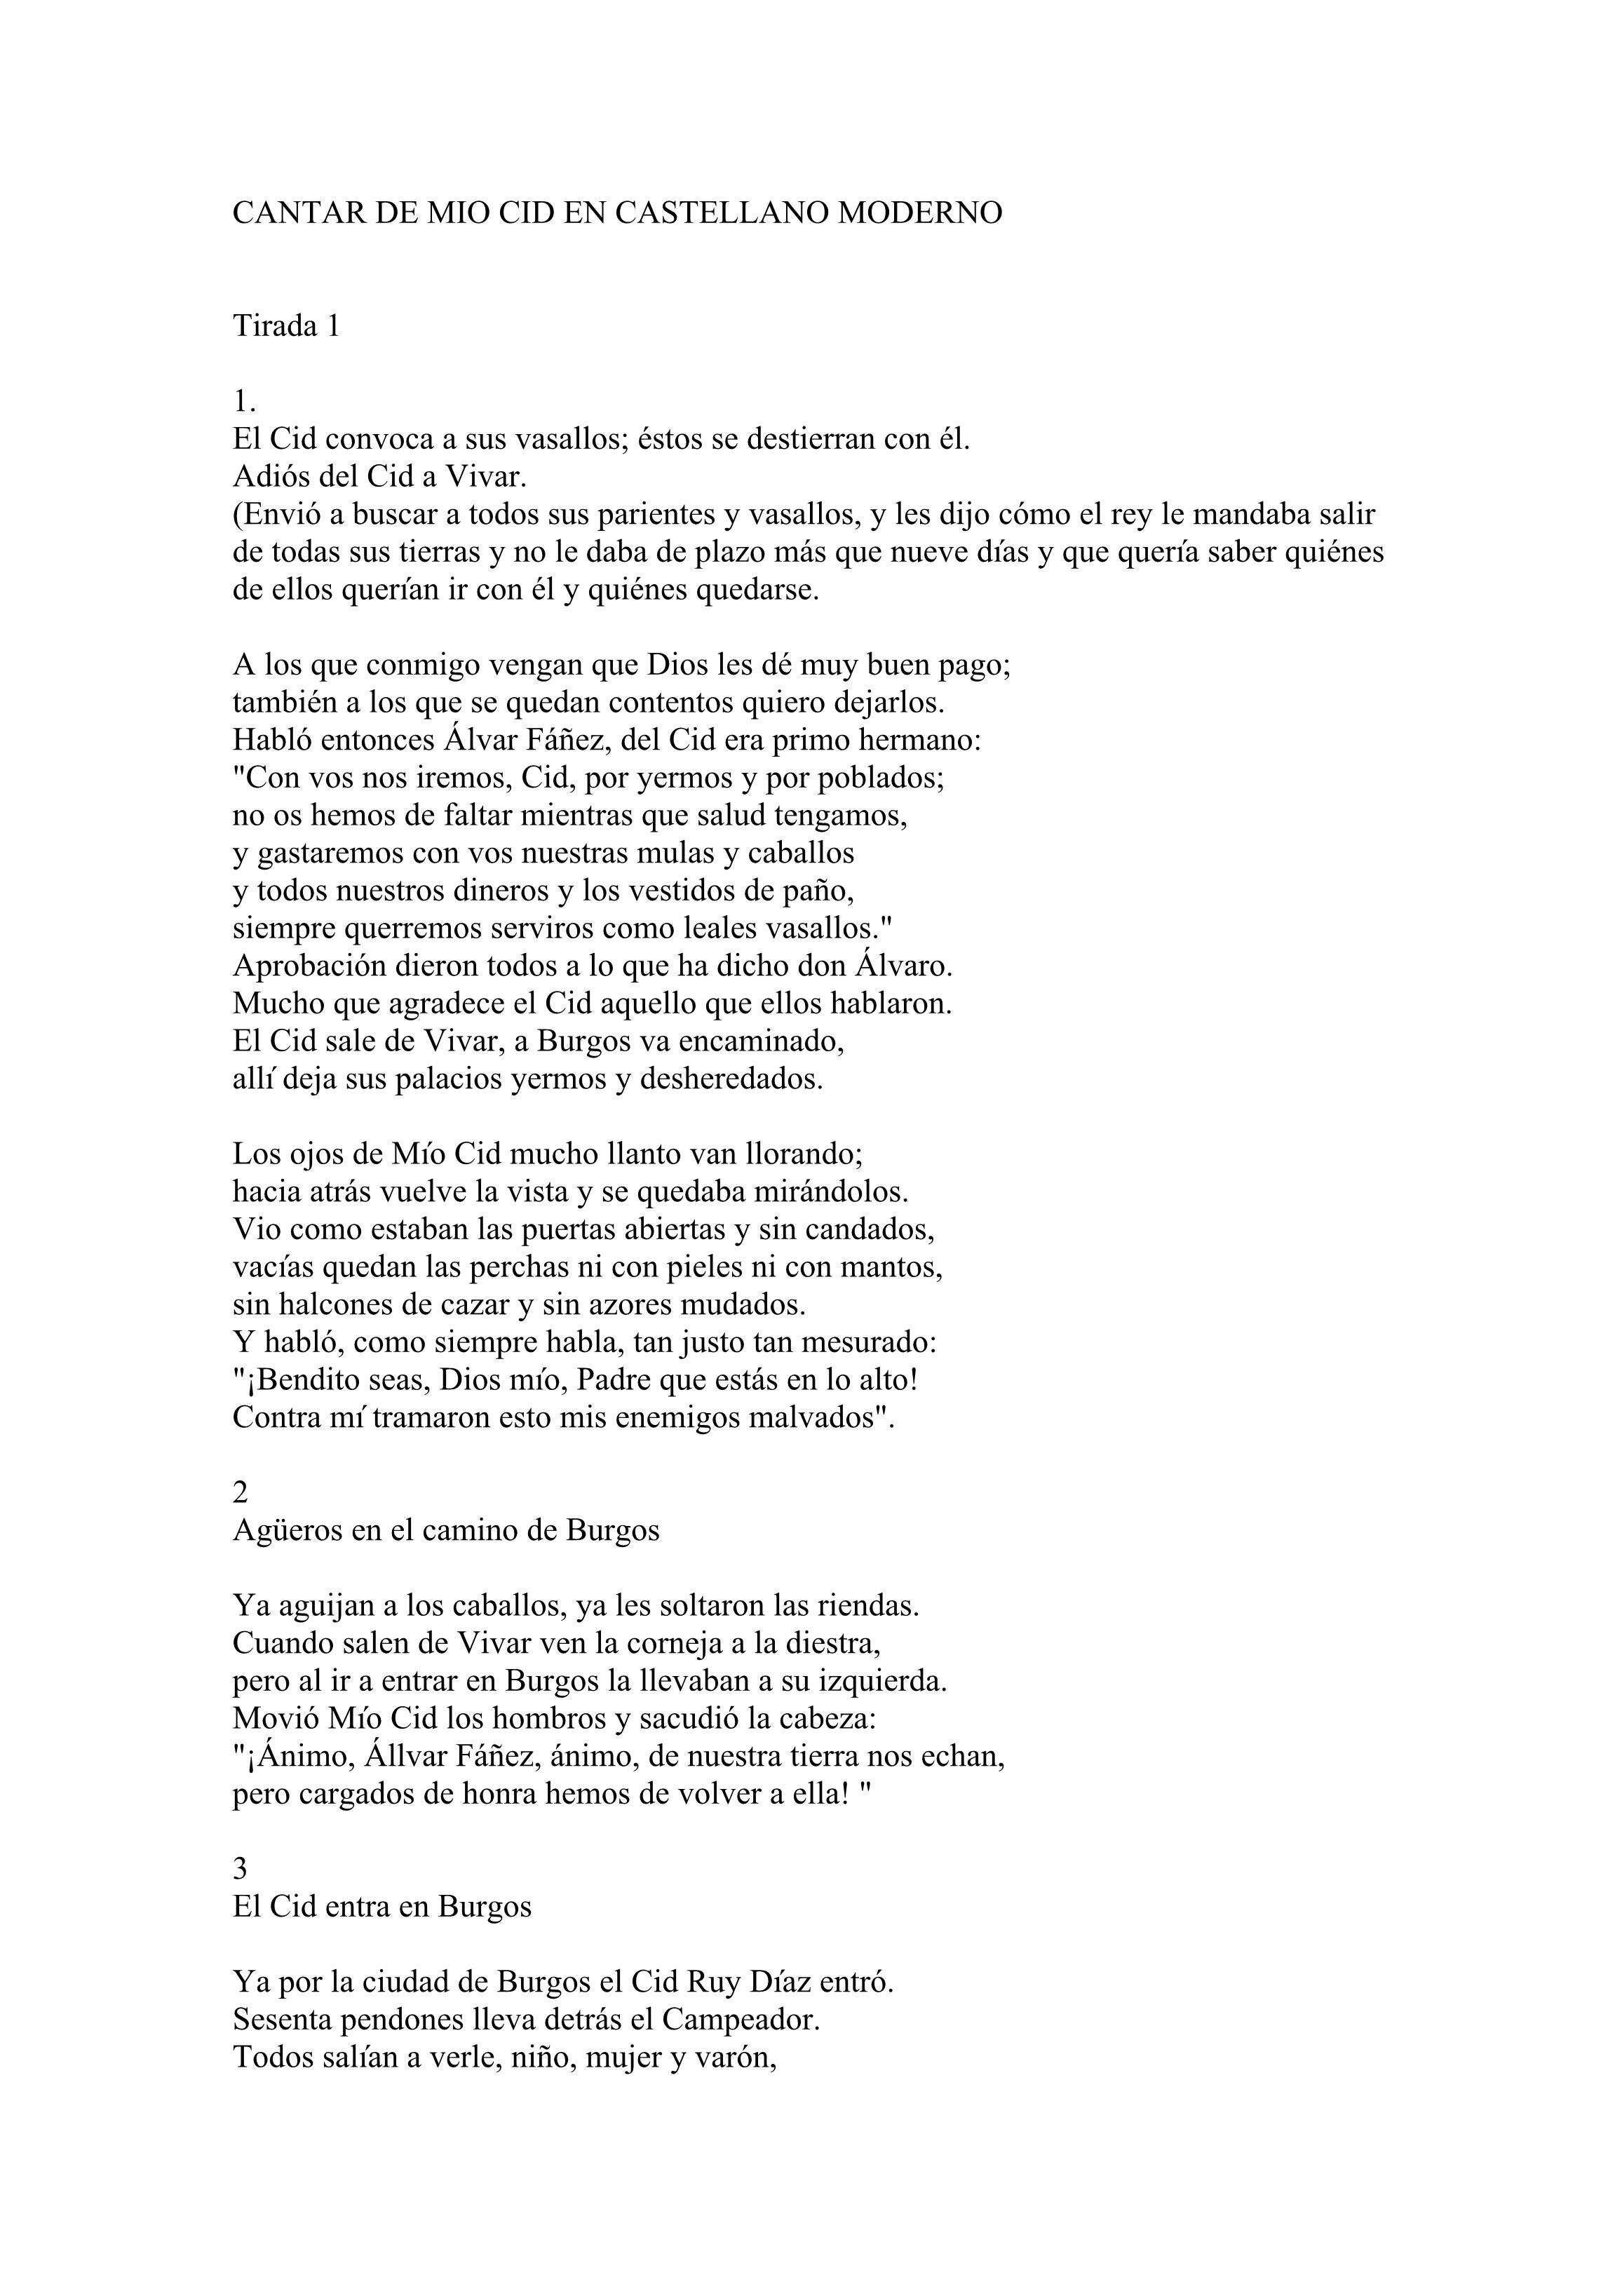 CANTAR DE MIO CID EN CASTELLANO MODERNO
Tirada 1
1.
El Cid convoca a sus vasallos; éstos se destierran con él.
Adiós del Cid a Vivar.
(Envió a buscar a todos sus parientes y vasallos, y les dijo cómo el rey le mandaba salir
de todas sus tierras y no le daba de plazo más que nueve días y que quería saber quiénes
de ellos querían ir con él y quiénes quedarse.
A los que conmigo vengan que Dios les dé muy buen pago;
también a los que se quedan contentos quiero dejarlos.
Habló entonces Álvar Fáñez, del Cid era primo hermano:
"Con vos nos iremos, Cid, por yermos y por poblados;
no os hemos de faltar mientras que salud tengamos,
y gastaremos con vos nuestras mulas y caballos
y todos nuestros dineros y los vestidos de paño,
siempre querremos serviros como leales vasallos."
Aprobación dieron todos a lo que ha dicho don Álvaro.
Mucho que agradece el Cid aquello que ellos hablaron.
El Cid sale de Vivar, a Burgos va encaminado,
allí deja sus palacios yermos y desheredados.
Los ojos de Mío Cid mucho llanto van llorando;
hacia atrás vuelve la vista y se quedaba mirándolos.
Vio como estaban las puertas abiertas y sin candados,
vacías quedan las perchas ni con pieles ni con mantos,
sin halcones de cazar y sin azores mudados.
Y habló, como siempre habla, tan justo tan mesurado:
"¡Bendito seas, Dios mío, Padre que estás en lo alto!
Contra mí tramaron esto mis enemigos malvados".
2
Agüeros en el camino de Burgos
Ya aguijan a los caballos, ya les soltaron las riendas.
Cuando salen de Vivar ven la corneja a la diestra,
pero al ir a entrar en Burgos la llevaban a su izquierda.
Movió Mío Cid los hombros y sacudió la cabeza:
"¡Ánimo, Állvar Fáñez, ánimo, de nuestra tierra nos echan,
pero cargados de honra hemos de volver a ella! "
3
El Cid entra en Burgos
Ya por la ciudad de Burgos el Cid Ruy Díaz entró.
Sesenta pendones lleva detrás el Campeador.
Todos salían a verle, niño, mujer y varón,